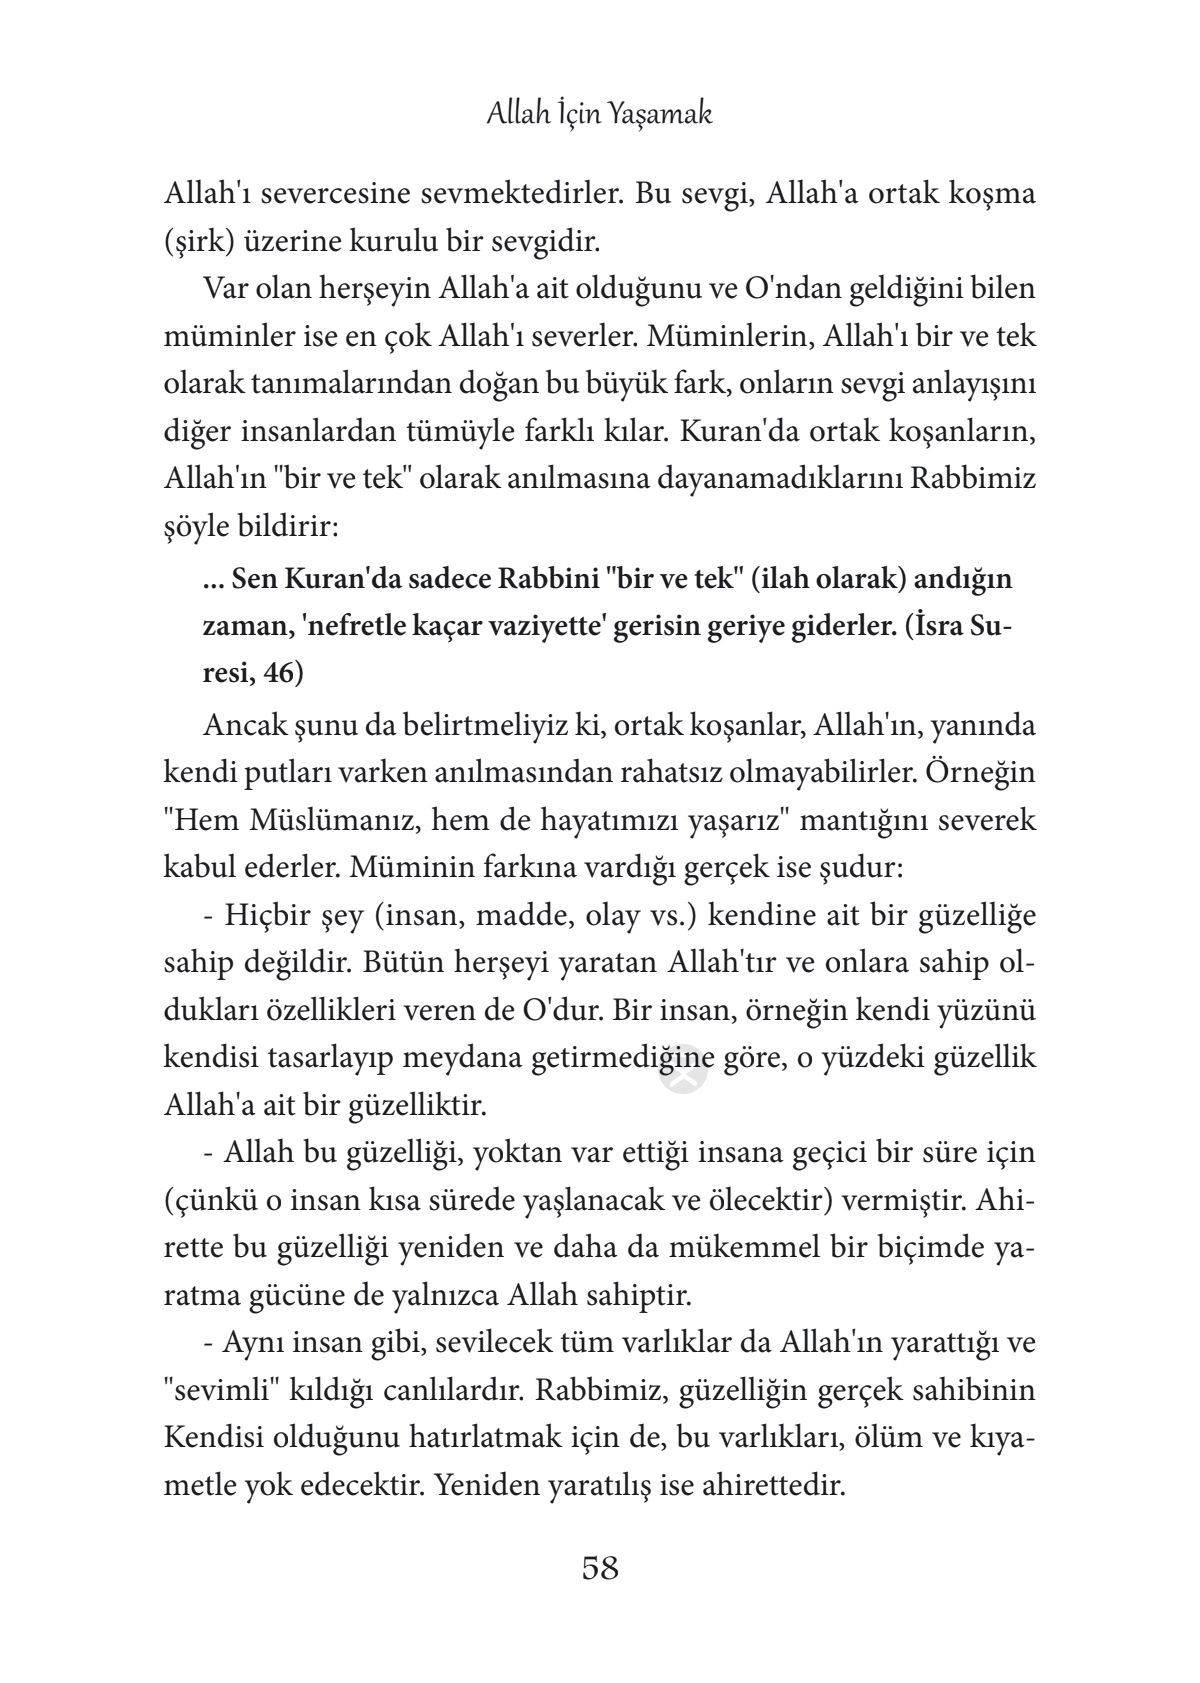 Allah İçin Yaşamak
Allah'ı severcesine sevmektedirler. Bu sevgi, Allah'a ortak koşma
(şirk) üzerine kurulu bir sevgidir.
Var olan herşeyin Allah'a ait olduğunu ve O'ndan geldiğini bilen
müminler ise en çok Allah'ı severler. Müminlerin, Allah'ı bir ve tek
olarak tanımalarından doğan bu büyük fark, onların sevgi anlayışını
diğer insanlardan tümüyle farklı kılar. Kuran'da ortak koşanların,
Allah'ın "bir ve tek" olarak anılmasına dayanamadıklarını Rabbimiz
şöyle bildirir:
... Sen Kuran'da sadece Rabbini "bir ve tek" (ilah olarak) andığın
zaman, 'nefretle kaçar vaziyette' gerisin geriye giderler. (İsra Su-
resi, 46)
Ancak şunu da belirtmeliyiz ki, ortak koşanlar, Allah'ın, yanında
kendi putları varken anılmasından rahatsız olmayabilirler. Örneğin
"Hem Müslümanız, hem de hayatımızı yaşarız" mantığını severek
kabul ederler. Müminin farkına vardığı gerçek ise şudur:
- Hiçbir şey (insan, madde, olay vs.) kendine ait bir güzelliğe
sahip değildir. Bütün herşeyi yaratan Allah'tır ve onlara sahip ol-
dukları özellikleri veren de O'dur. Bir insan, örneğin kendi yüzünü
kendisi tasarlayıp meydana getirmediğine göre, o yüzdeki güzellik
Allah'a ait bir güzelliktir.
- Allah bu güzelliği, yoktan var ettiği insana geçici bir süre için
(çünkü o insan kısa sürede yaşlanacak ve ölecektir) vermiştir. Ahi-
rette bu güzelliği yeniden ve daha da mükemmel bir biçimde ya-
ratma gücüne de yalnızca Allah sahiptir.
- Aynı insan gibi, sevilecek tüm varlıklar da Allah'ın yarattığı ve
"sevimli" kıldığı canlılardır. Rabbimiz, güzelliğin gerçek sahibinin
Kendisi olduğunu hatırlatmak için de, bu varlıkları, ölüm ve kıya-
metle yok edecektir. Yeniden yaratılış ise ahirettedir.
58